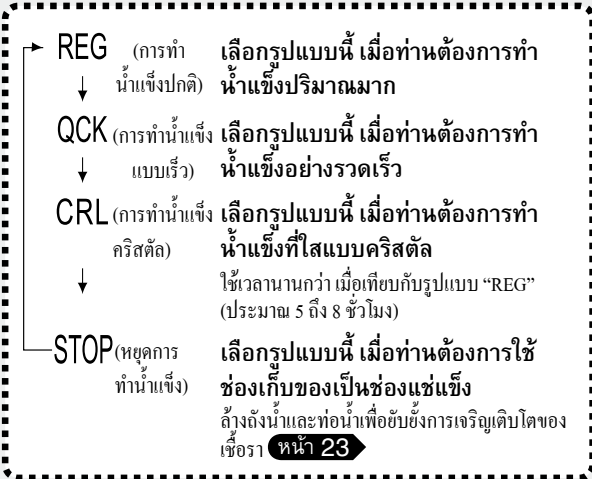 REG (การทำ เลือกรูปแบบนี้ เมื่อท่านต้องการทำ
น้ำแข็งปกติ) น้ำแข็งปริมาณมาก
QCK (การทำน้ำแข็ง เลือกรูปแบบนี้ เมื่อท่านต้องการทำ
แบบเร็ว) น้ำแข็งอย่างรวดเร็ว
CRL (การทำน้ำแข็ง เลือกรูปแบบนี้ เมื่อท่านต้องการทำ
คริสตัล) น้ำแข็งที่ใสแบบคริสตัล
ใช้เวลานานกว่า เมื่อเทียบกับรูปแบบ “REG”
(ประมาณ 5 ถึง 8 ชั่วโมง)
STOP (หยุดการ เลือกรูปแบบนี้ เมื่อท่านต้องการใช้
ทำน้ำแข็ง) ช่องเก็บของเป็นช่องแช่แข็ง
ล้างถังน้ำและท่อน้ำเพื่อยับยั้งการเจริญเติบโตของ
เชื้อรา หน้า 23